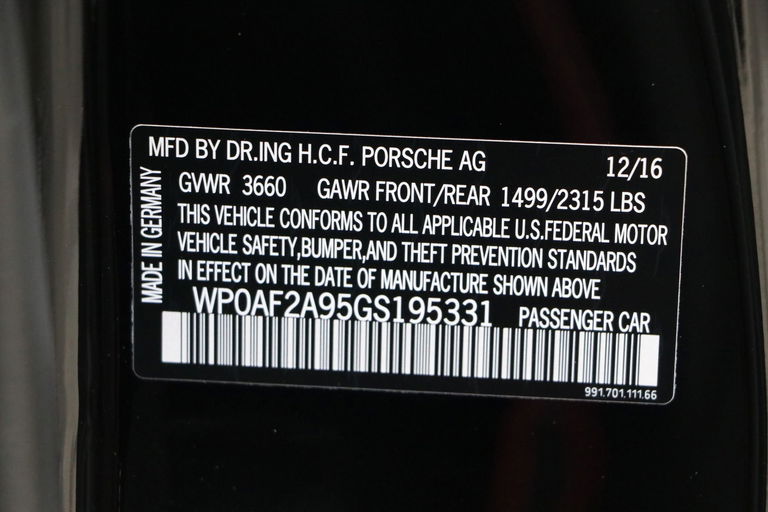 MFD BY DR.ING H.C.F. PORSCHE AG 12/16
GVWR 3660 GAWR FRONT/REAR 1499/2315 LBS
THIS VEHICLE CONFORMS TO ALL APPLICABLE U.S.FEDERAL MOTOR
VEHICLE SAFETY,BUMPER,AND THEFT PREVENTION STANDARDS
IN EFFECT ON THE DATE OF MANUFACTURE SHOWN ABOVE
MADE IN GERMANY
WP0AF2A95GS195331 PASSENGER CAR
991.701.111.66